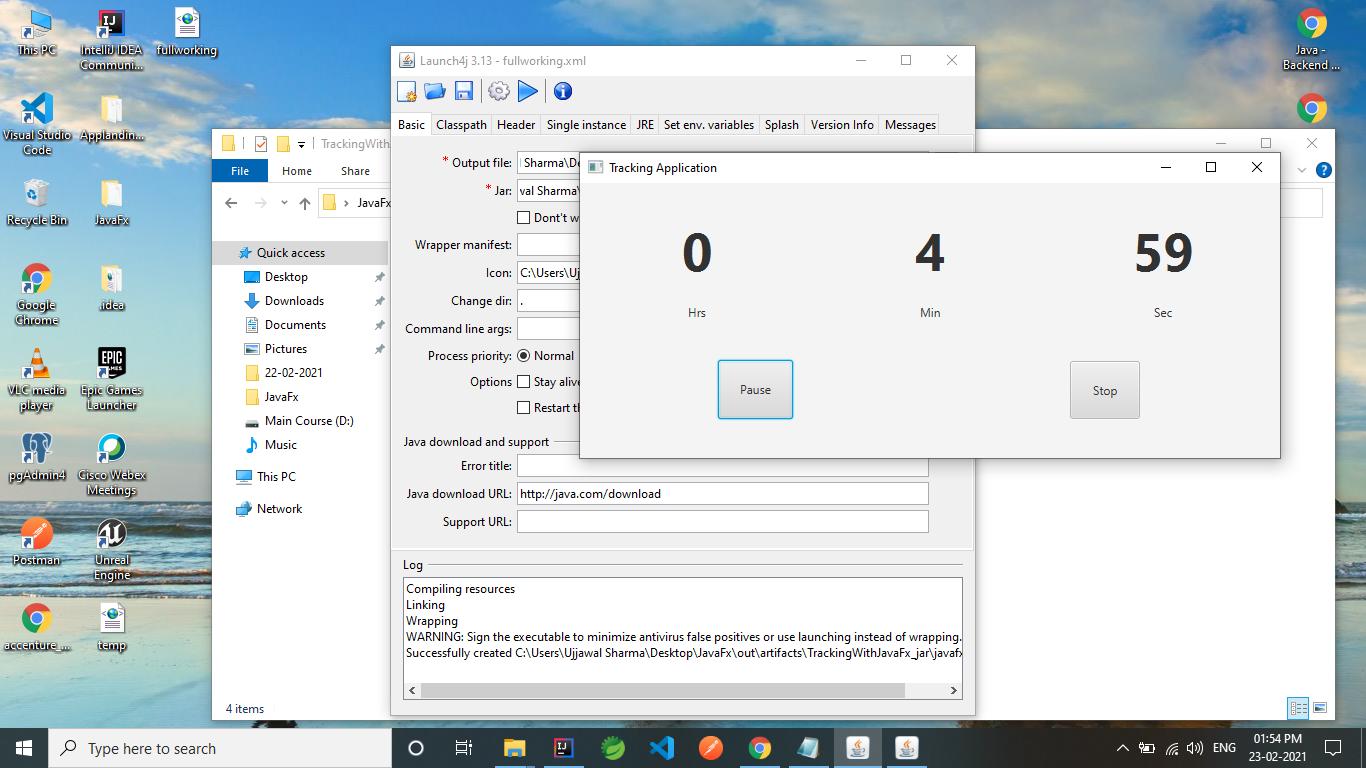 This PC
IntelliJ IDEA
Communi...
fullworking
Visual Studio
Code
Applandin...
Recycle Bin
JavaFx
Google
Chrome
.idea
VLC media
player
Epic Games
Launcher
pgAdmin4
Cisco Webex
Meetings
Postman
Unreal
Engine
accenture_...
temp
Java -
Backend ...
TrackingWith
File
Home
Share
JavaFx
Quick access
Desktop
Downloads
Documents
Pictures
22-02-2021
JavaFx
Main Course (D:)
Music
This PC
Network
4 items
Launch4j 3.13 - fullworking.xml
Basic Classpath Header Single instance JRE Set env. variables Splash Version Info Messages
* Output file: Sharma\De
* Jar: val Sharma\
Don't w
Wrapper manifest:
Icon: C:\Users\Uj
Change dir: .
Command line args:
Process priority: Normal
Options Stay alive
Restart th
Java download and support
Error title:
Java download URL: http://java.com/download
Support URL:
Log
Compiling resources
Linking
Wrapping
WARNING: Sign the executable to minimize antivirus false positives or use launching instead of wrapping.
Successfully created C:\Users\Ujjawal Sharma\Desktop\JavaFx\out\artifacts\TrackingWithJavaFx_jar\javafx
Tracking Application
0 4 59
Hrs Min Sec
Pause Stop
Type here to search
ENG
01:54 PM
23-02-2021